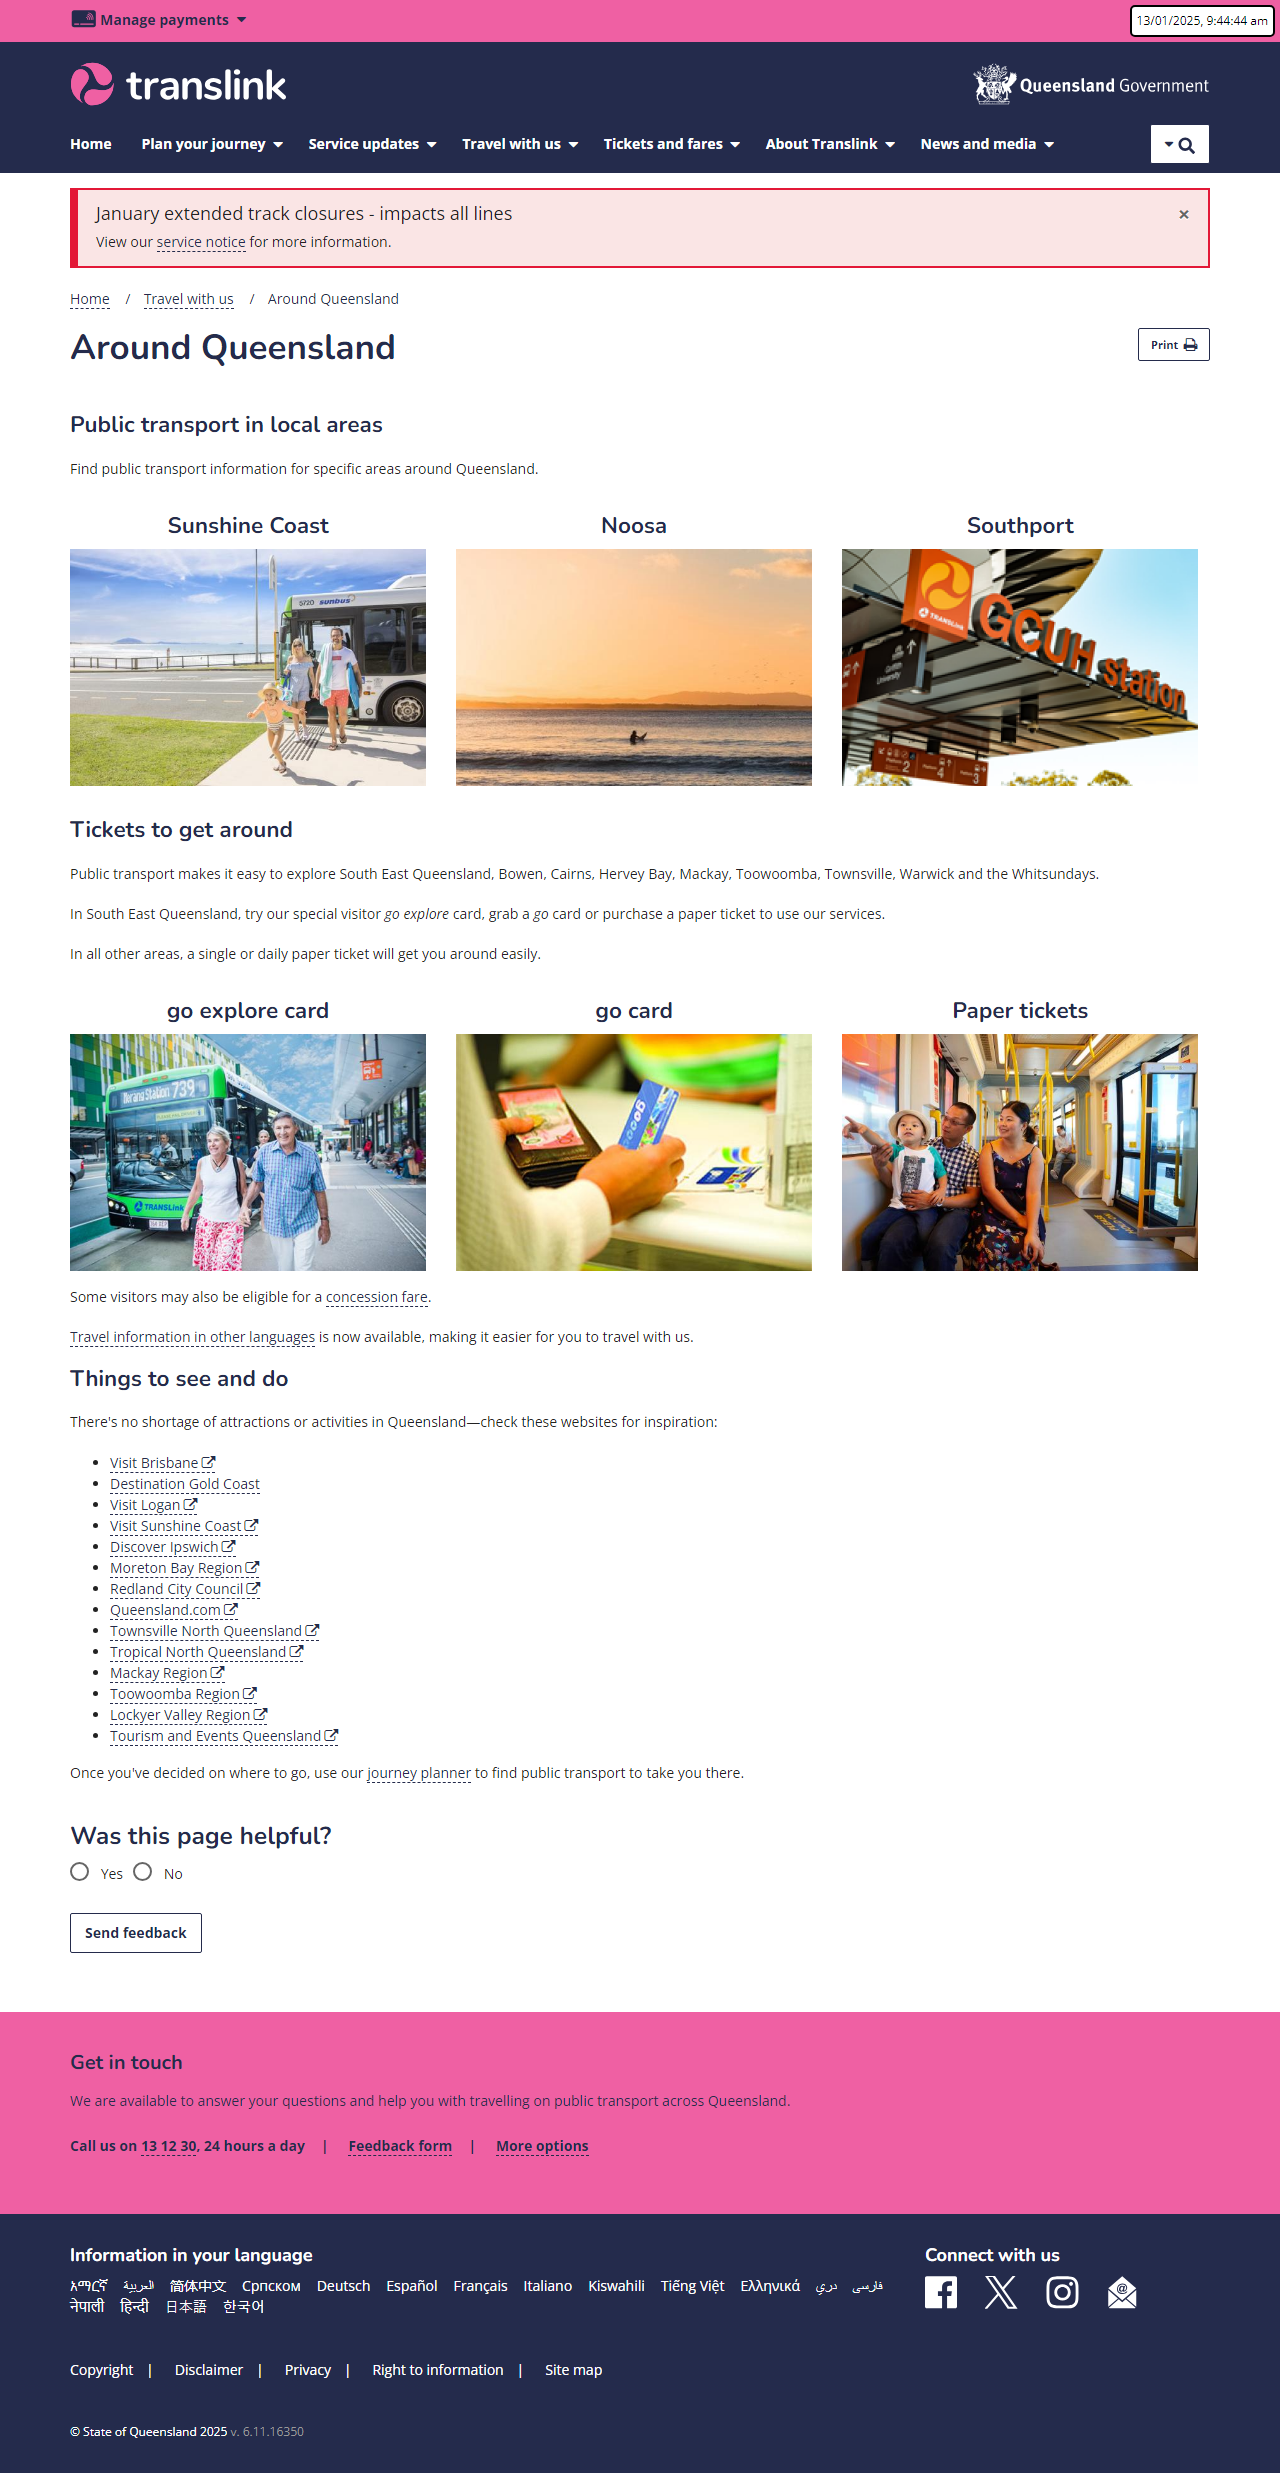 Manage payments
13/01/2025, 9:44:44 am
translink
Queensland Government
Home Plan your journey Service updates Travel with us Tickets and fares About Translink News and media
January extended track closures - impacts all lines
×
View our service notice for more information.
Home / Travel with us / Around Queensland
Around Queensland
Print
Public transport in local areas
Find public transport information for specific areas around Queensland.
Sunshine Coast Noosa Southport
5720 sunbus
TRANSLink
GCUH station
Griffith University
Platform 2 Platform 4 Platform 3
Tickets to get around
Public transport makes it easy to explore South East Queensland, Bowen, Cairns, Hervey Bay, Mackay, Toowoomba, Townsville, Warwick and the Whitsundays.
In South East Queensland, try our special visitor go explore card, grab a go card or purchase a paper ticket to use our services.
In all other areas, a single or daily paper ticket will get you around easily.
go explore card go card Paper tickets
Nerang Station 739
TRANSLink
go
Some visitors may also be eligible for a concession fare.
Travel information in other languages is now available, making it easier for you to travel with us.
Things to see and do
There's no shortage of attractions or activities in Queensland—check these websites for inspiration:
• Visit Brisbane
• Destination Gold Coast
• Visit Logan
• Visit Sunshine Coast
• Discover Ipswich
• Moreton Bay Region
• Redland City Council
• Queensland.com
• Townsville North Queensland
• Tropical North Queensland
• Mackay Region
• Toowoomba Region
• Lockyer Valley Region
• Tourism and Events Queensland
Once you've decided on where to go, use our journey planner to find public transport to take you there.
Was this page helpful?
Yes No
Send feedback
Get in touch
We are available to answer your questions and help you with travelling on public transport across Queensland.
Call us on 13 12 30, 24 hours a day | Feedback form | More options
Information in your language
Connect with us
አማርኛ العربية 简体中文 Српском Deutsch Español Français Italiano Kiswahili Tiếng Việt Ελληνικά دري فارسی
नेपाली हिन्दी 日本語 한국어
Copyright | Disclaimer | Privacy | Right to information | Site map
© State of Queensland 2025 v. 6.11.16350